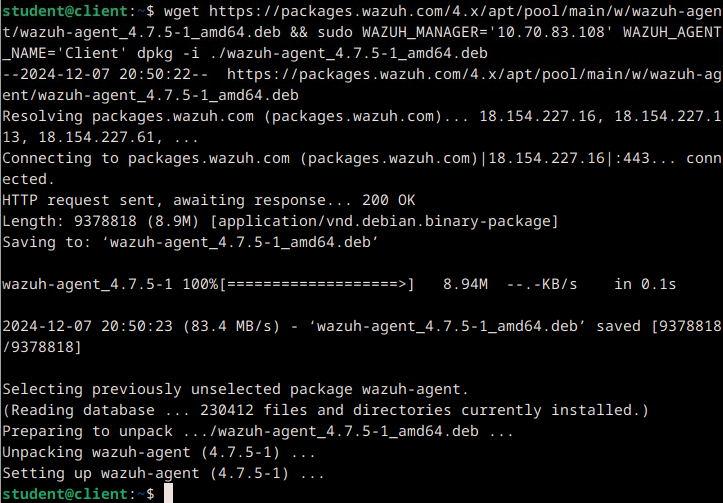 student@client:~$ wget https://packages.wazuh.com/4.x/apt/pool/main/w/wazuh-agen
t/wazuh-agent_4.7.5-1_amd64.deb && sudo WAZUH_MANAGER='10.70.83.108' WAZUH_AGENT
_NAME='Client' dpkg -i ./wazuh-agent_4.7.5-1_amd64.deb
--2024-12-07 20:50:22--  https://packages.wazuh.com/4.x/apt/pool/main/w/wazuh-ag
ent/wazuh-agent_4.7.5-1_amd64.deb
Resolving packages.wazuh.com (packages.wazuh.com)... 18.154.227.16, 18.154.227.1
13, 18.154.227.61, ...
Connecting to packages.wazuh.com (packages.wazuh.com)|18.154.227.16|:443... conn
ected.
HTTP request sent, awaiting response... 200 OK
Length: 9378818 (8.9M) [application/vnd.debian.binary-package]
Saving to: ‘wazuh-agent_4.7.5-1_amd64.deb’

wazuh-agent_4.7.5-1 100%[===================>]   8.94M  --.-KB/s    in 0.1s

2024-12-07 20:50:23 (83.4 MB/s) - ‘wazuh-agent_4.7.5-1_amd64.deb’ saved [9378818
/9378818]

Selecting previously unselected package wazuh-agent.
(Reading database ... 230412 files and directories currently installed.)
Preparing to unpack .../wazuh-agent_4.7.5-1_amd64.deb ...
Unpacking wazuh-agent (4.7.5-1) ...
Setting up wazuh-agent (4.7.5-1) ...
student@client:~$